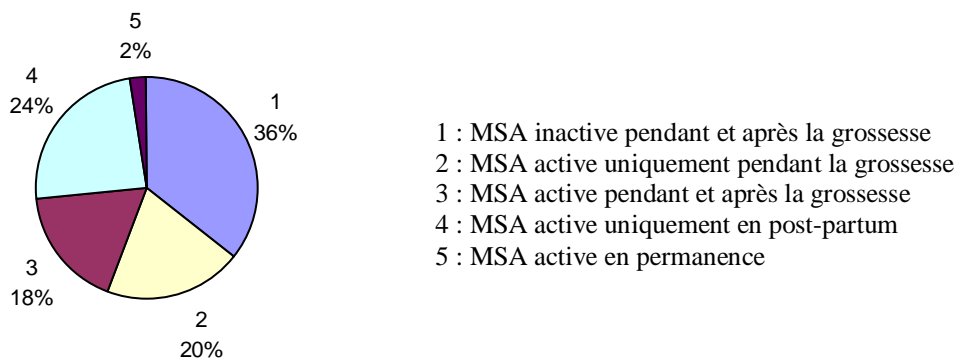 5
2%
4
24%
1
36%
3
18%
2
20%
1 : MSA inactive pendant et après la grossesse
2 : MSA active uniquement pendant la grossesse
3 : MSA active pendant et après la grossesse
4 : MSA active uniquement en post-partum
5 : MSA active en permanence